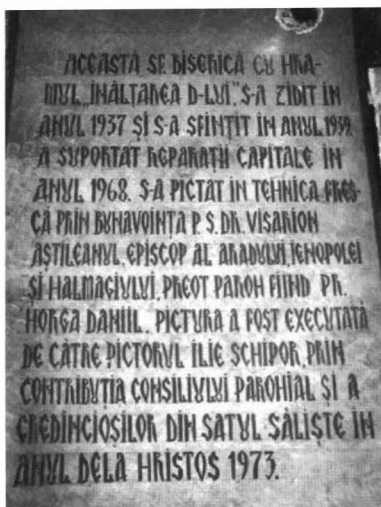 ACEASTĂ SF. BISERICĂ CU HRA-
MUL „ÎNĂLȚAREA D-LUI”, S-A ZIDIT ÎN
ANUL 1937 ȘI S-A SFINȚIT ÎN ANUL 1939.
A SUPORTAT REPARAȚII CAPITALE ÎN
ANUL 1968. S-A PICTAT ÎN TEHNICA FRES-
CĂ PRIN BUNAVOINȚA P.S. DR. VISARION
AȘTILEANUL, EPISCOP AL ARADULUI, IENOPOLEI
ȘI HALMAGIULUI, PREOT PAROH FIIND PR.
HORGA DANIIL. PICTURA A FOST EXECUTATĂ
DE CĂTRE PICTORUL ILIE SCHIPOR, PRIN
CONTRIBUȚIA CONSILIULUI PAROHIAL ȘI A
CREDINCIOȘILOR DIN SATUL SĂLIȘTE ÎN
ANUL DELA HRISTOS 1973.